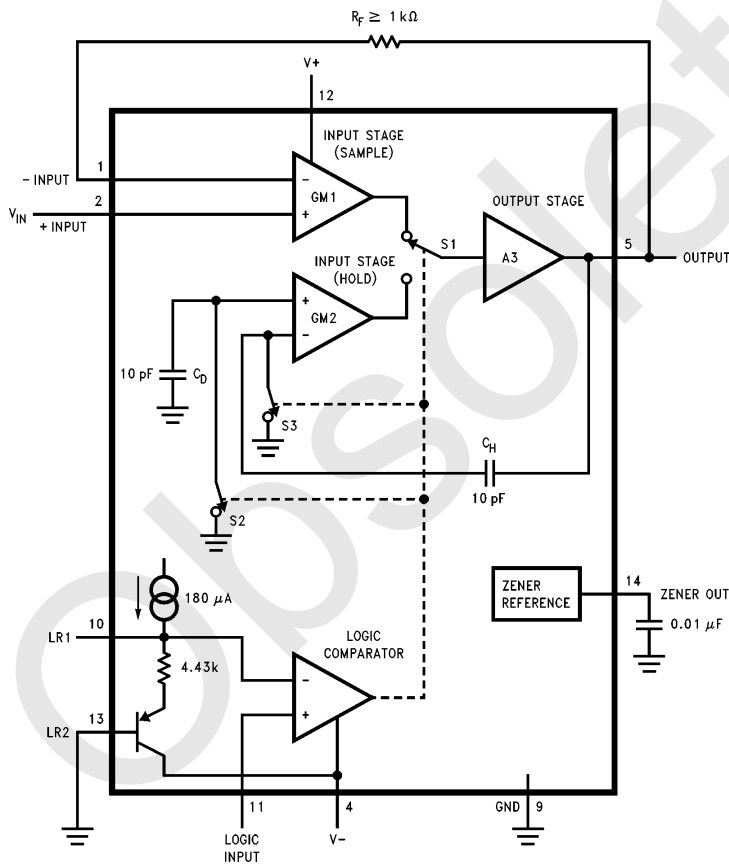 R_F ≥ 1 kΩ
V+
12
INPUT STAGE
(SAMPLE)
1
− INPUT
−
GM1
2
V_IN
+ INPUT
+
OUTPUT STAGE
S1
A3
5
OUTPUT
INPUT STAGE
(HOLD)
+
GM2
−
10 pF
C_D
S3
C_H
10 pF
S2
180 μA
ZENER
REFERENCE
14
ZENER OUT
0.01 μF
10
LR1
4.43k
LOGIC
COMPARATOR
−
+
13
LR2
11
LOGIC
INPUT
4
V−
GND
9
Obsolet